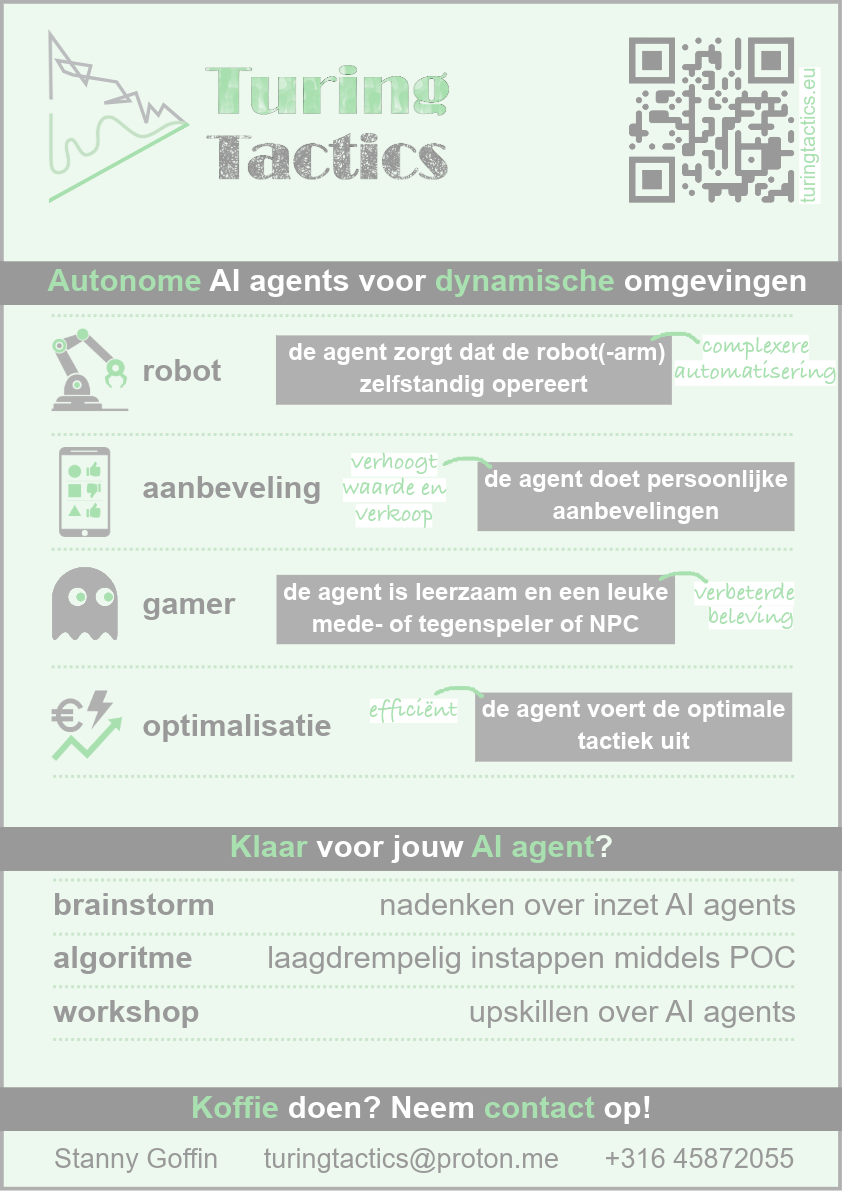 Turing
Tactics
turingtactics.eu
Autonome AI agents voor dynamische omgevingen
robot
de agent zorgt dat de robot(-arm)
zelfstandig opereert
complexere
automatisering
aanbeveling
verhoogt
waarde en
verkoop
de agent doet persoonlijke
aanbevelingen
gamer
de agent is leerzaam en een leuke
mede- of tegenspeler of NPC
verbeterde
beleving
€
optimalisatie
efficiënt
de agent voert de optimale
tactiek uit
Klaar voor jouw AI agent?
brainstorm nadenken over inzet AI agents
algoritme laagdrempelig instappen middels POC
workshop upskillen over AI agents
Koffie doen? Neem contact op!
Stanny Goffin turingtactics@proton.me +316 45872055